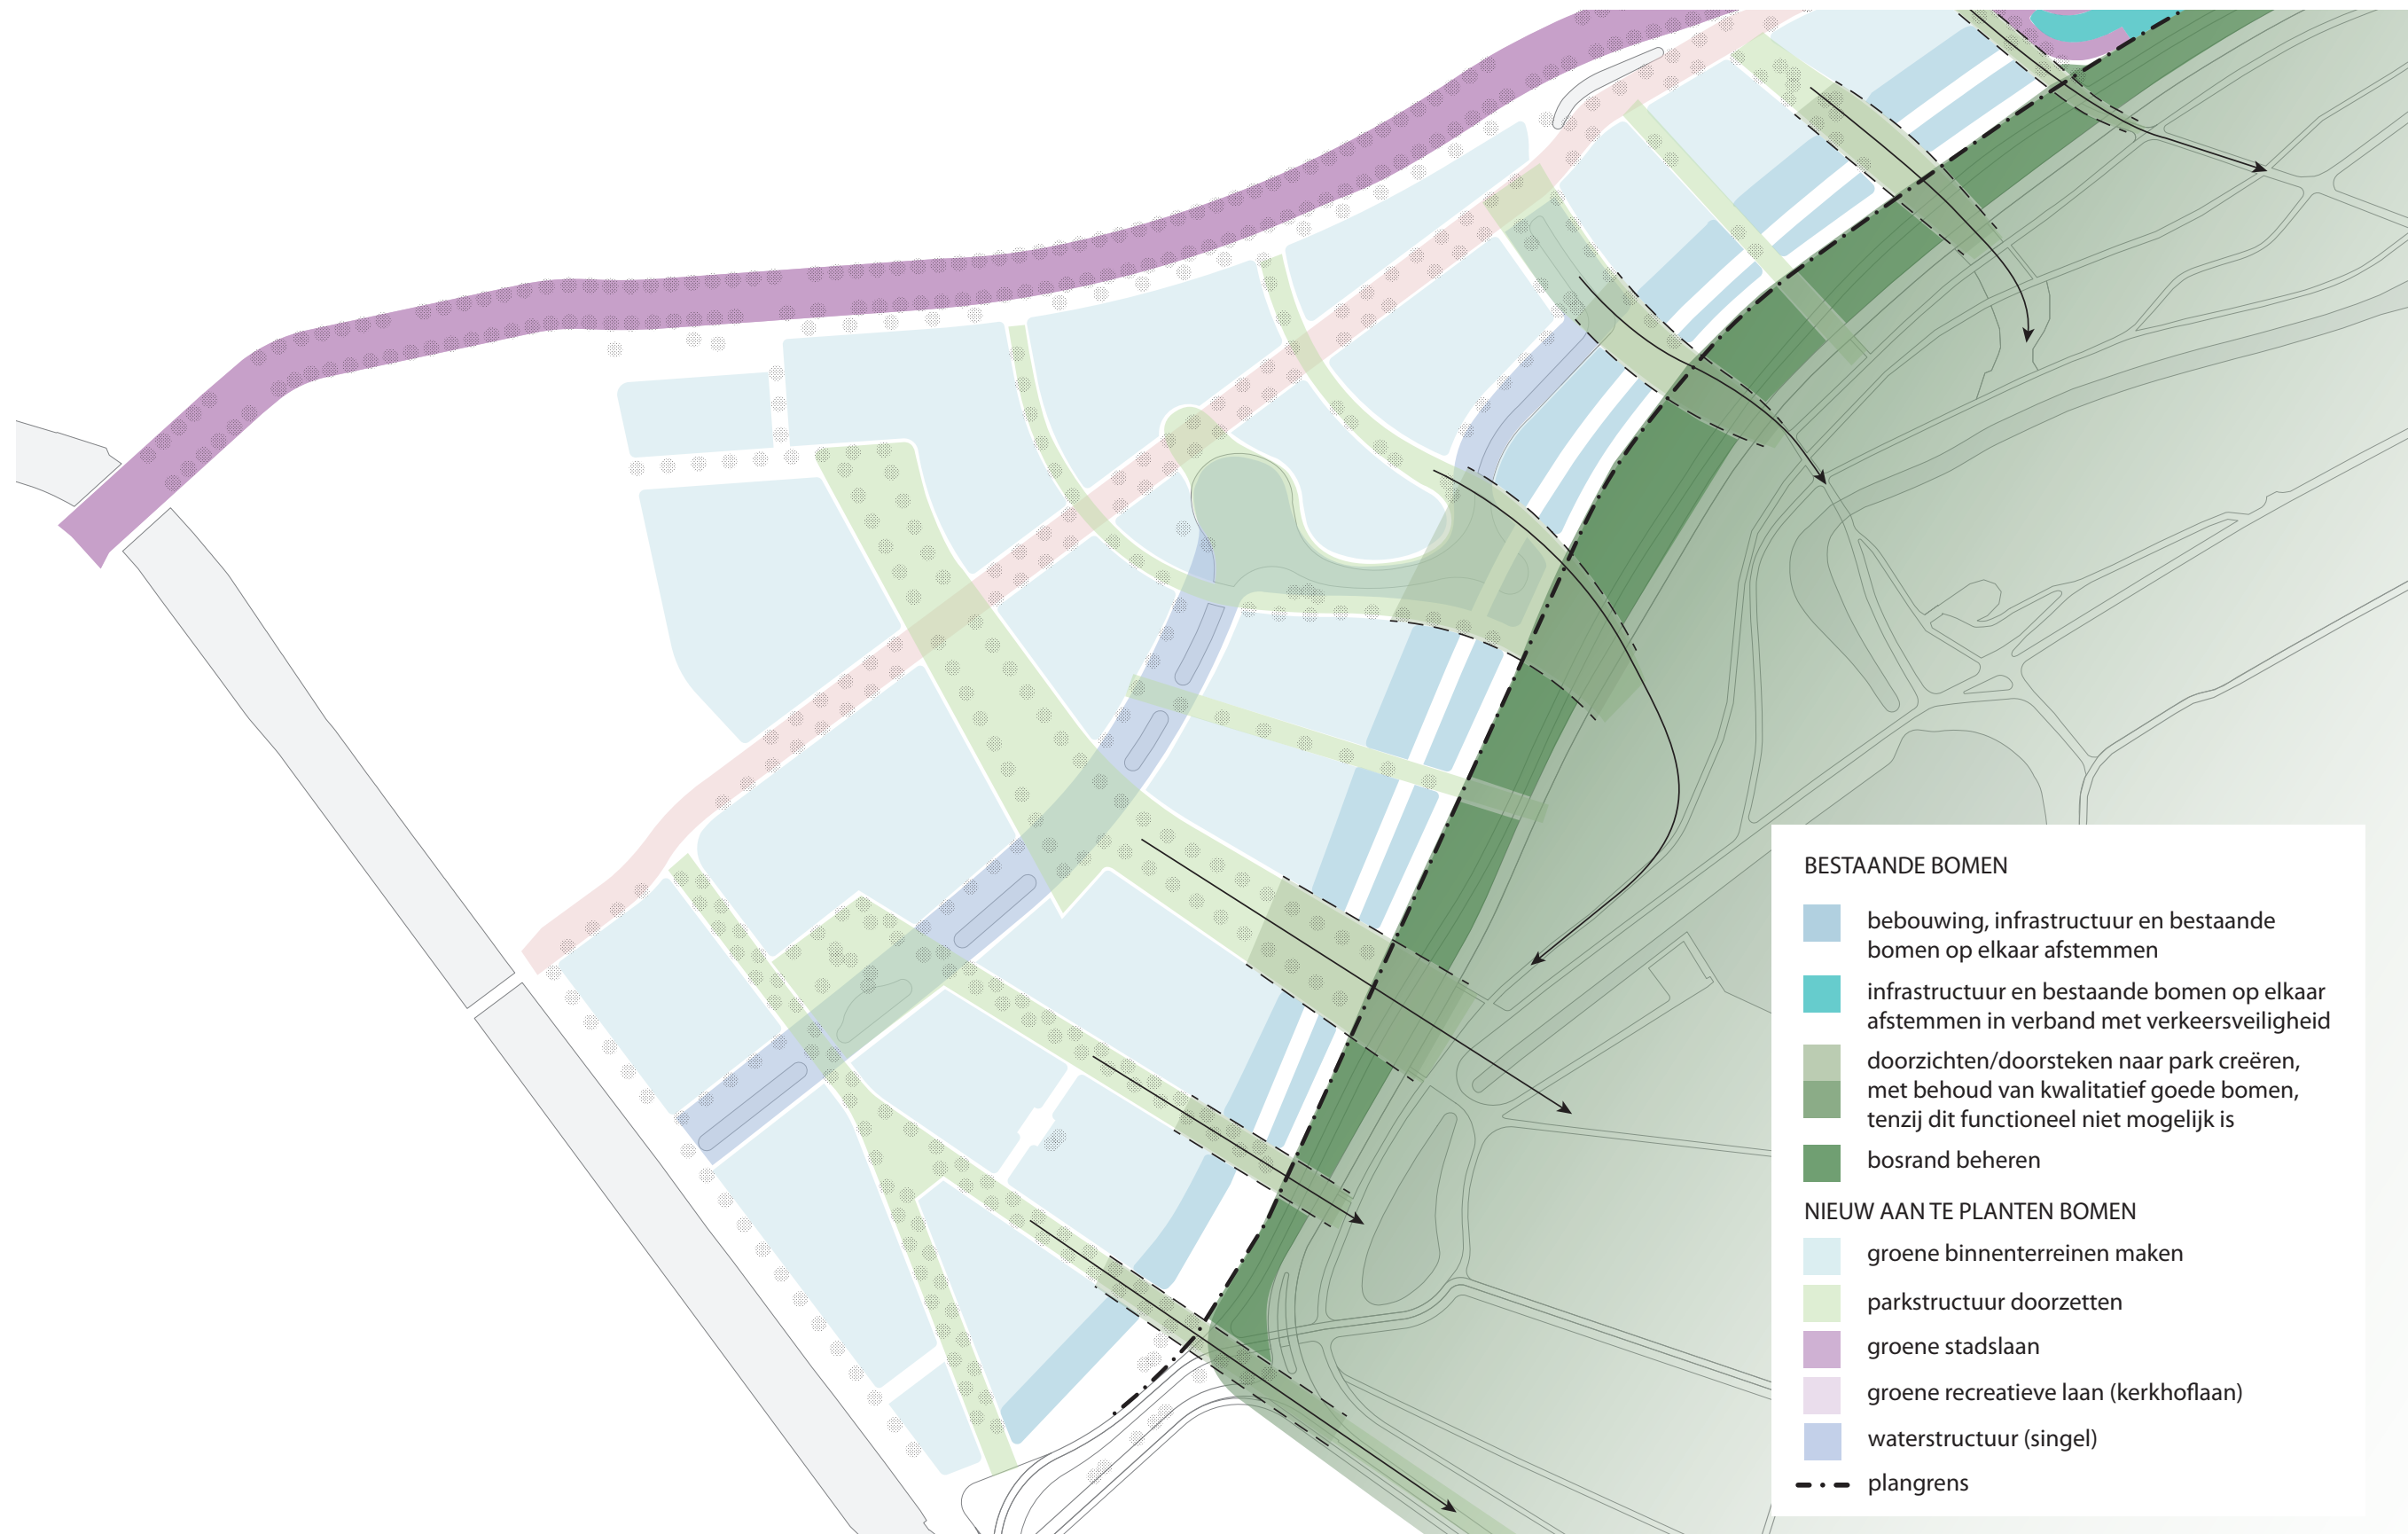 BESTAANDE BOMEN
bebouwing, infrastructuur en bestaande
bomen op elkaar afstemmen
infrastructuur en bestaande bomen op elkaar
afstemmen in verband met verkeersveiligheid
doorzichten/doorsteken naar park creëren,
met behoud van kwalitatief goede bomen,
tenzij dit functioneel niet mogelijk is
bosrand beheren
NIEUW AAN TE PLANTEN BOMEN
groene binnenterreinen maken
parkstructuur doorzetten
groene stadslaan
groene recreatieve laan (kerkhoflaan)
waterstructuur (singel)
plangrens